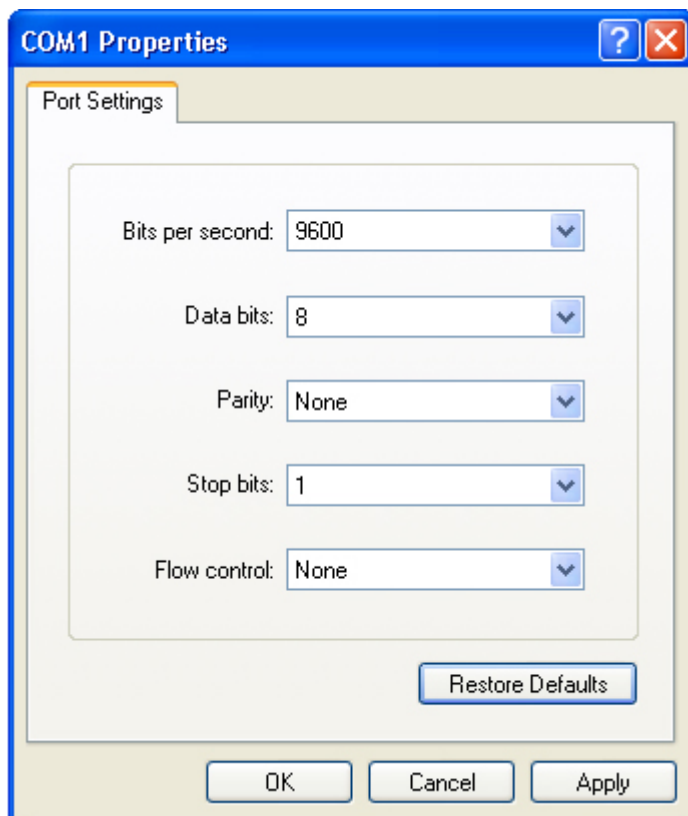 COM1 Properties
Port Settings
Bits per second: 9600
Data bits: 8
Parity: None
Stop bits: 1
Flow control: None
Restore Defaults
OK Cancel Apply